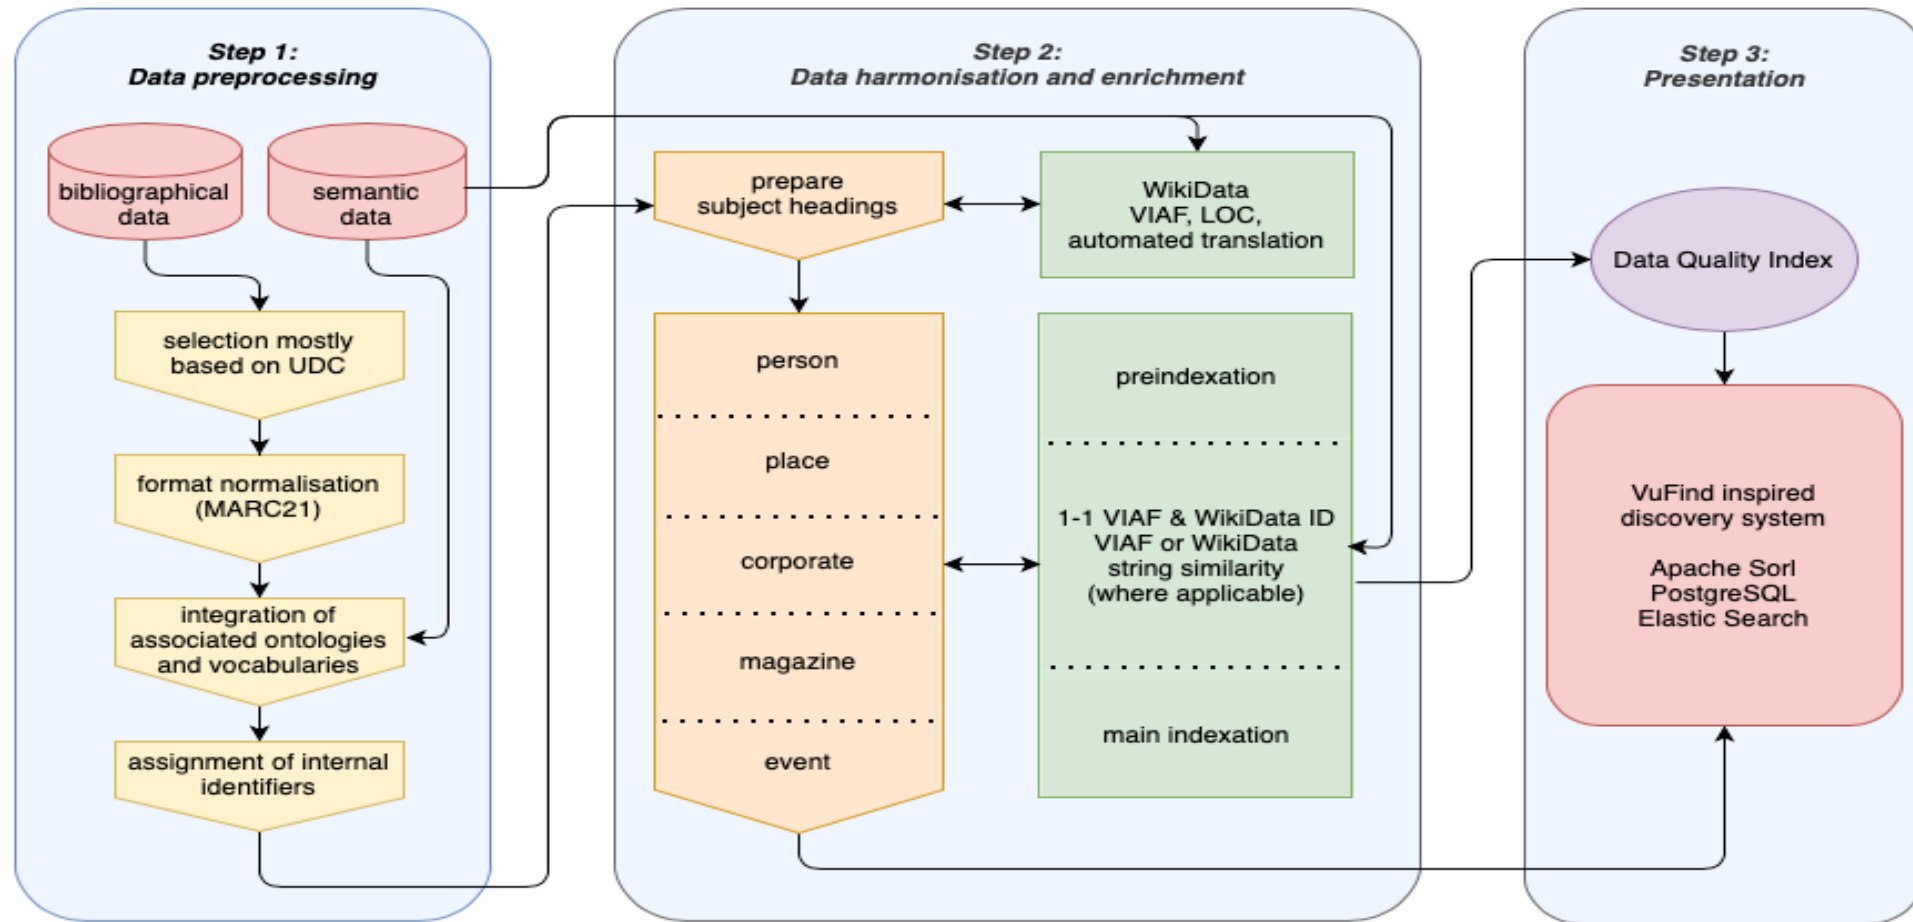 Step 1:
Data preprocessing
bibliographical
data
semantic
data
selection mostly
based on UDC
format normalisation
(MARC21)
integration of
associated ontologies
and vocabularies
assignment of internal
identifiers
Step 2:
Data harmonisation and enrichment
prepare
subject headings
WikiData
VIAF, LOC,
automated translation
person
place
corporate
magazine
event
preindexation
1-1 VIAF & WikiData ID
VIAF or WikiData
string similarity
(where applicable)
main indexation
Step 3:
Presentation
Data Quality Index
VuFind inspired
discovery system
Apache Sorl
PostgreSQL
Elastic Search